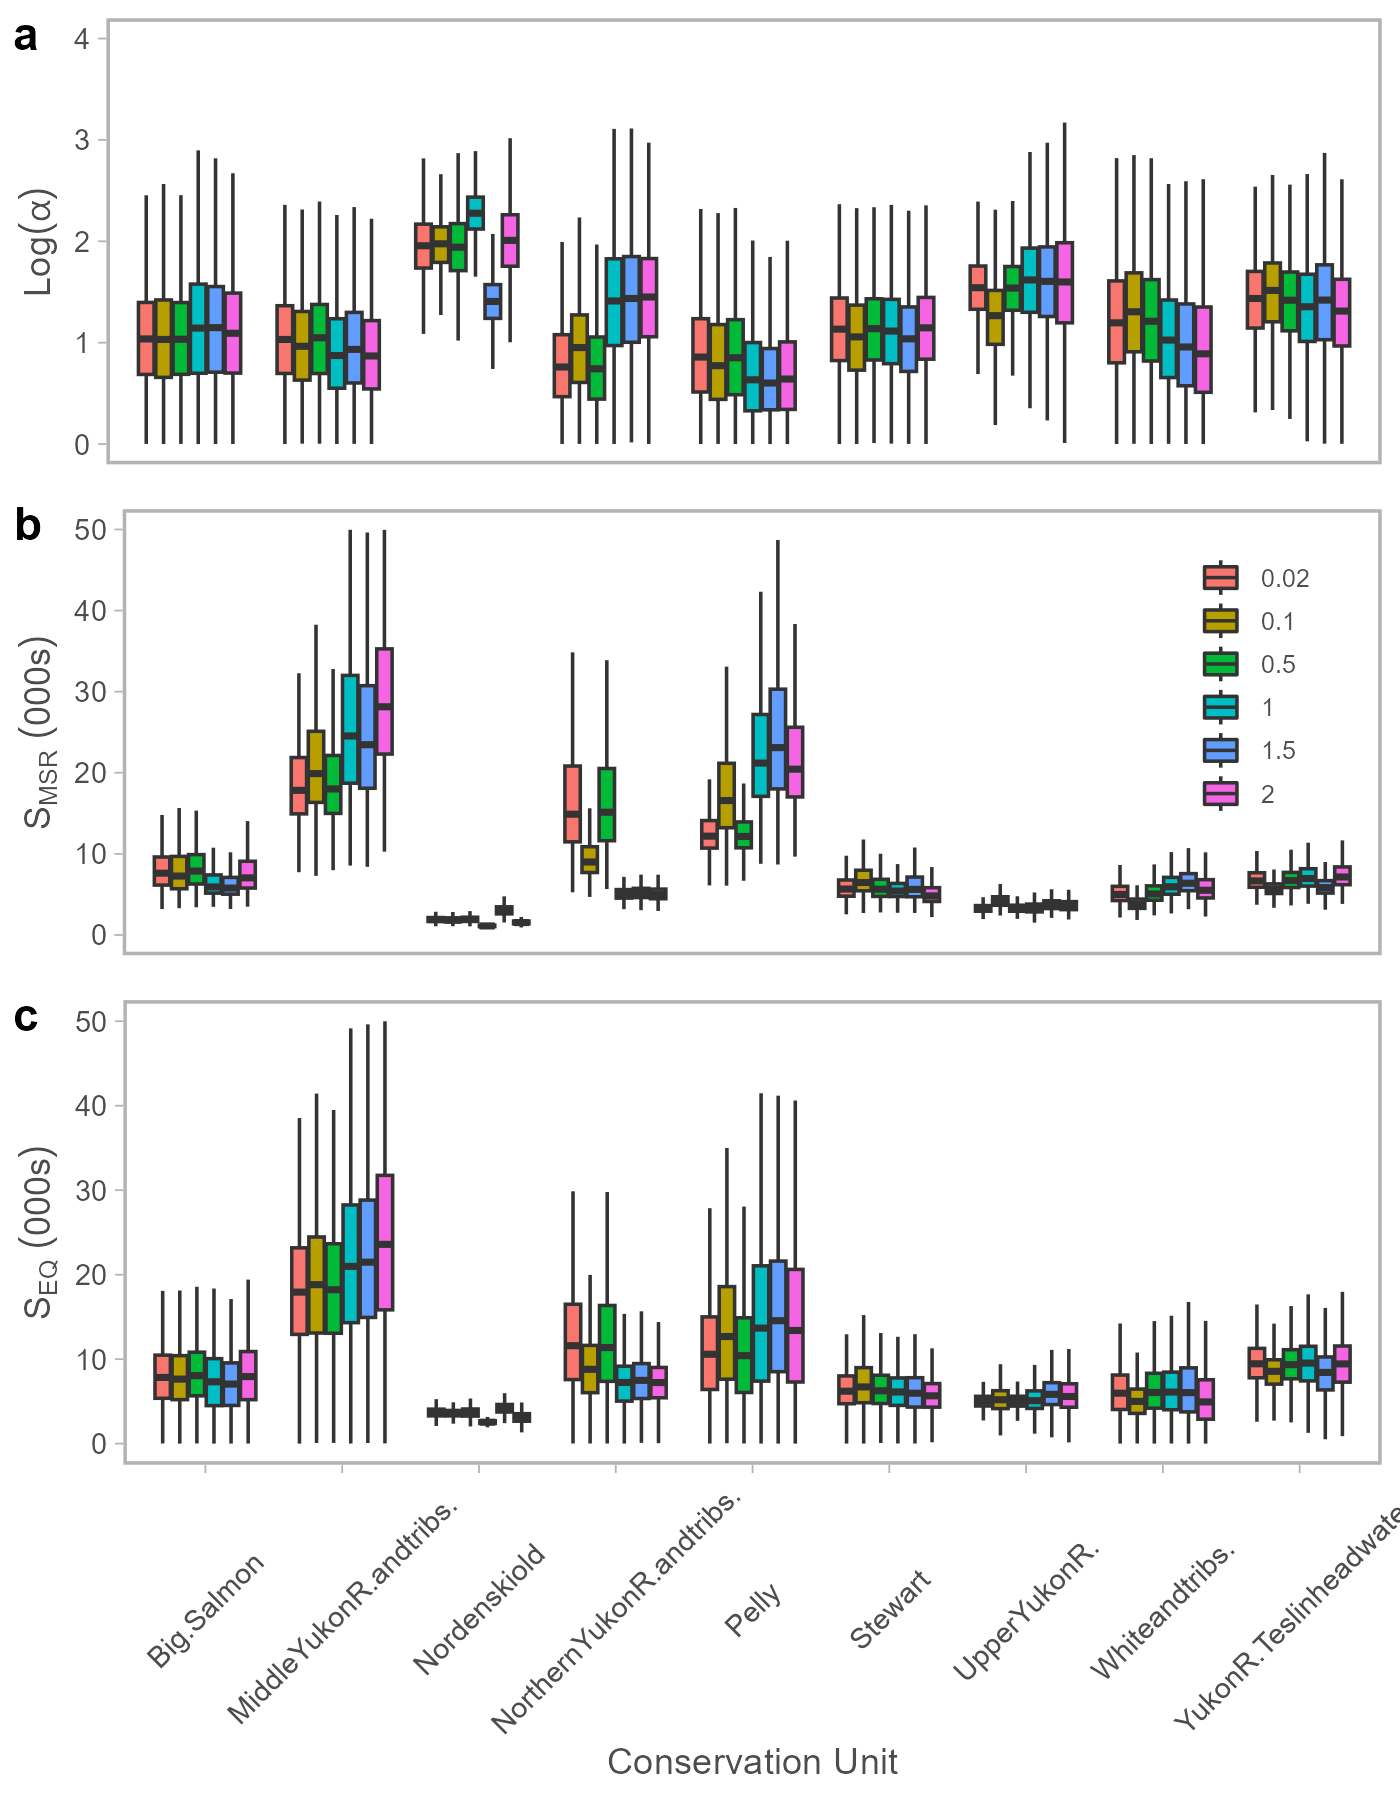 a
4
3
2
1
0
Log(α)
b
50
40
30
20
10
0
S_MSR (000s)
0.02
0.1
0.5
1
1.5
2
c
50
40
30
20
10
0
S_EQ (000s)
Big.Salmon
MiddleYukonR.andtribs.
Nordenskiold
NorthernYukonR.andtribs.
Pelly
Stewart
UpperYukonR.
Whiteandtribs.
YukonR.Teslinheadwate
Conservation Unit